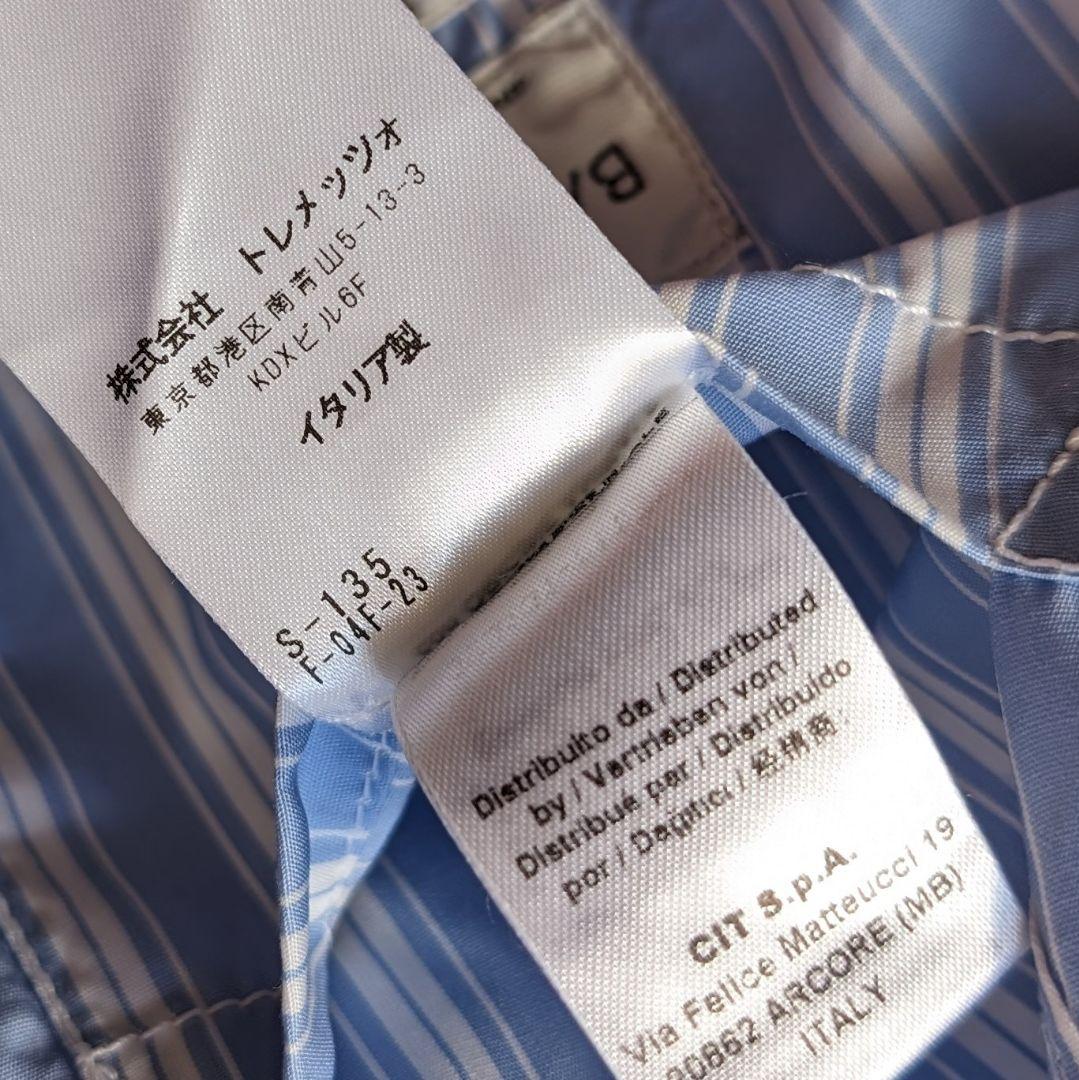 株式会社 トレメッツォ
東京都港区南青山5-13-3
KDXビル6F
イタリア製
S-135
F-04F-23
Distribuito da / Distributed
by / Vertrieben von /
Distribué par / Distribuido
por / Dağıtıcı / 经销商:
CIT S.p.A.
Via Felice Matteucci 19
20862 ARCORE (MB)
ITALY